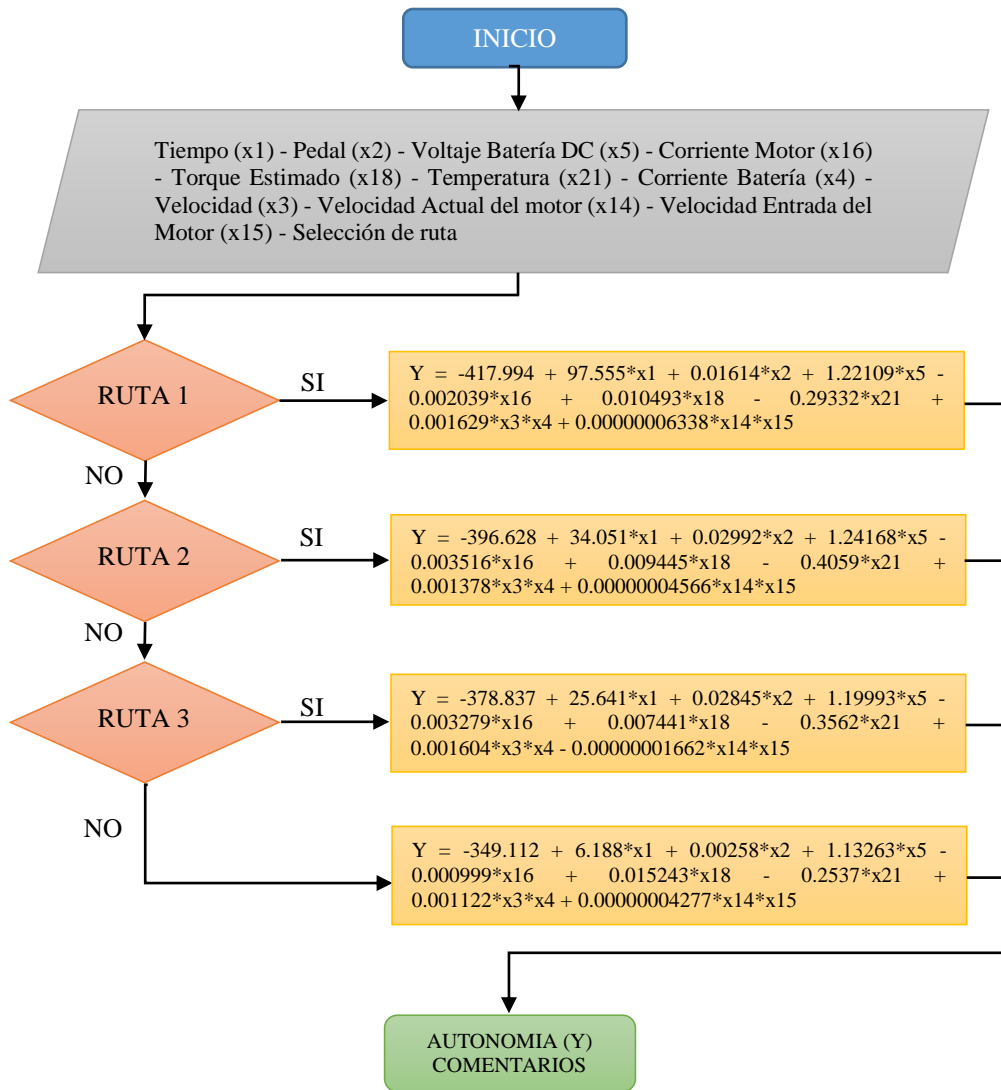 INICIO
Tiempo (x1) - Pedal (x2) - Voltaje Batería DC (x5) - Corriente Motor (x16)
- Torque Estimado (x18) - Temperatura (x21) - Corriente Batería (x4) -
Velocidad (x3) - Velocidad Actual del motor (x14) - Velocidad Entrada del
Motor (x15) - Selección de ruta
RUTA 1
SI
Y = -417.994 + 97.555*x1 + 0.01614*x2 + 1.22109*x5 -
0.002039*x16 + 0.010493*x18 - 0.29332*x21 +
0.001629*x3*x4 + 0.00000006338*x14*x15
NO
RUTA 2
SI
Y = -396.628 + 34.051*x1 + 0.02992*x2 + 1.24168*x5 -
0.003516*x16 + 0.009445*x18 - 0.4059*x21 +
0.001378*x3*x4 + 0.00000004566*x14*x15
NO
RUTA 3
SI
Y = -378.837 + 25.641*x1 + 0.02845*x2 + 1.19993*x5 -
0.003279*x16 + 0.007441*x18 - 0.3562*x21 +
0.001604*x3*x4 - 0.00000001662*x14*x15
NO
Y = -349.112 + 6.188*x1 + 0.00258*x2 + 1.13263*x5 -
0.000999*x16 + 0.015243*x18 - 0.2537*x21 +
0.001122*x3*x4 + 0.00000004277*x14*x15
AUTONOMIA (Y)
COMENTARIOS